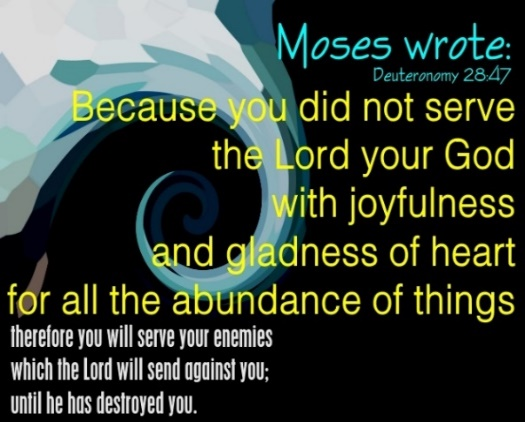 Moses wrote:
Deuteronomy 28:47
Because you did not serve
the Lord your God
with joyfulness
and gladness of heart
for all the abundance of things
therefore you will serve your enemies
which the Lord will send against you;
until he has destroyed you.